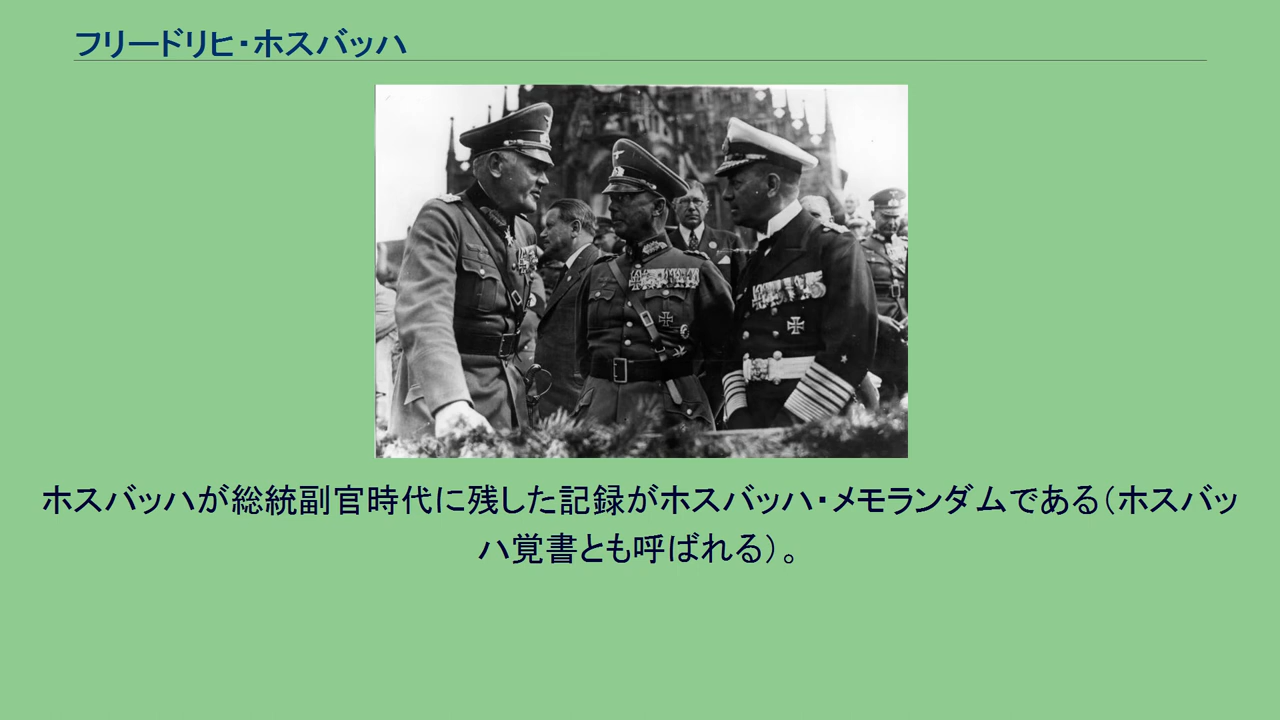 フリードリヒ・ホスバッハ
ホスバッハが総統副官時代に残した記録がホスバッハ・メモランダムである（ホスバッ
ハ覚書とも呼ばれる）。